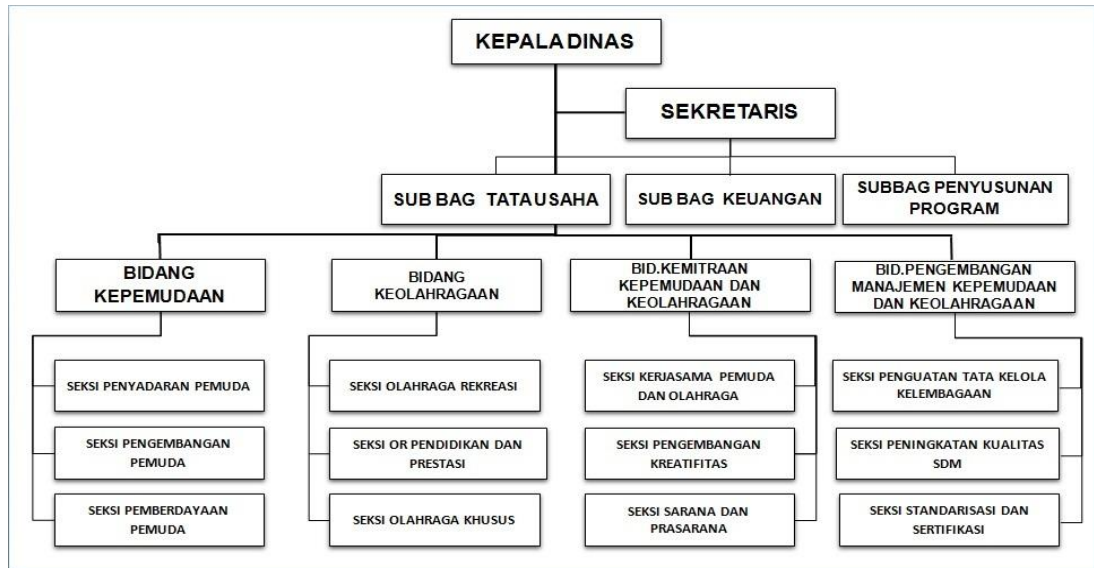 KEPALA DINAS
SEKRETARIS
SUB BAG TATAUSAHA
SUB BAG KEUANGAN
SUBBAG PENYUSUNAN
PROGRAM
BIDANG
KEPEMUDAAN
BIDANG
KEOLAHRAGAAN
BID.KEMITRAAN
KEPEMUDAAN DAN
KEOLAHRAGAAN
BID.PENGEMBANGAN
MANAJEMEN KEPEMUDAAN
DAN KEOLAHRAGAAN
SEKSI PENYADARAN PEMUDA
SEKSI PENGEMBANGAN
PEMUDA
SEKSI PEMBERDAYAAN
PEMUDA
SEKSI OLAHRAGA REKREASI
SEKSI OR PENDIDIKAN DAN
PRESTASI
SEKSI OLAHRAGA KHUSUS
SEKSI KERJASAMA PEMUDA
DAN OLAHRAGA
SEKSI PENGEMBANGAN
KREATIFITAS
SEKSI SARANA DAN
PRASARANA
SEKSI PENGUATAN TATA KELOLA
KELEMBAGAAN
SEKSI PENINGKATAN KUALITAS
SDM
SEKSI STANDARISASI DAN
SERTIFIKASI